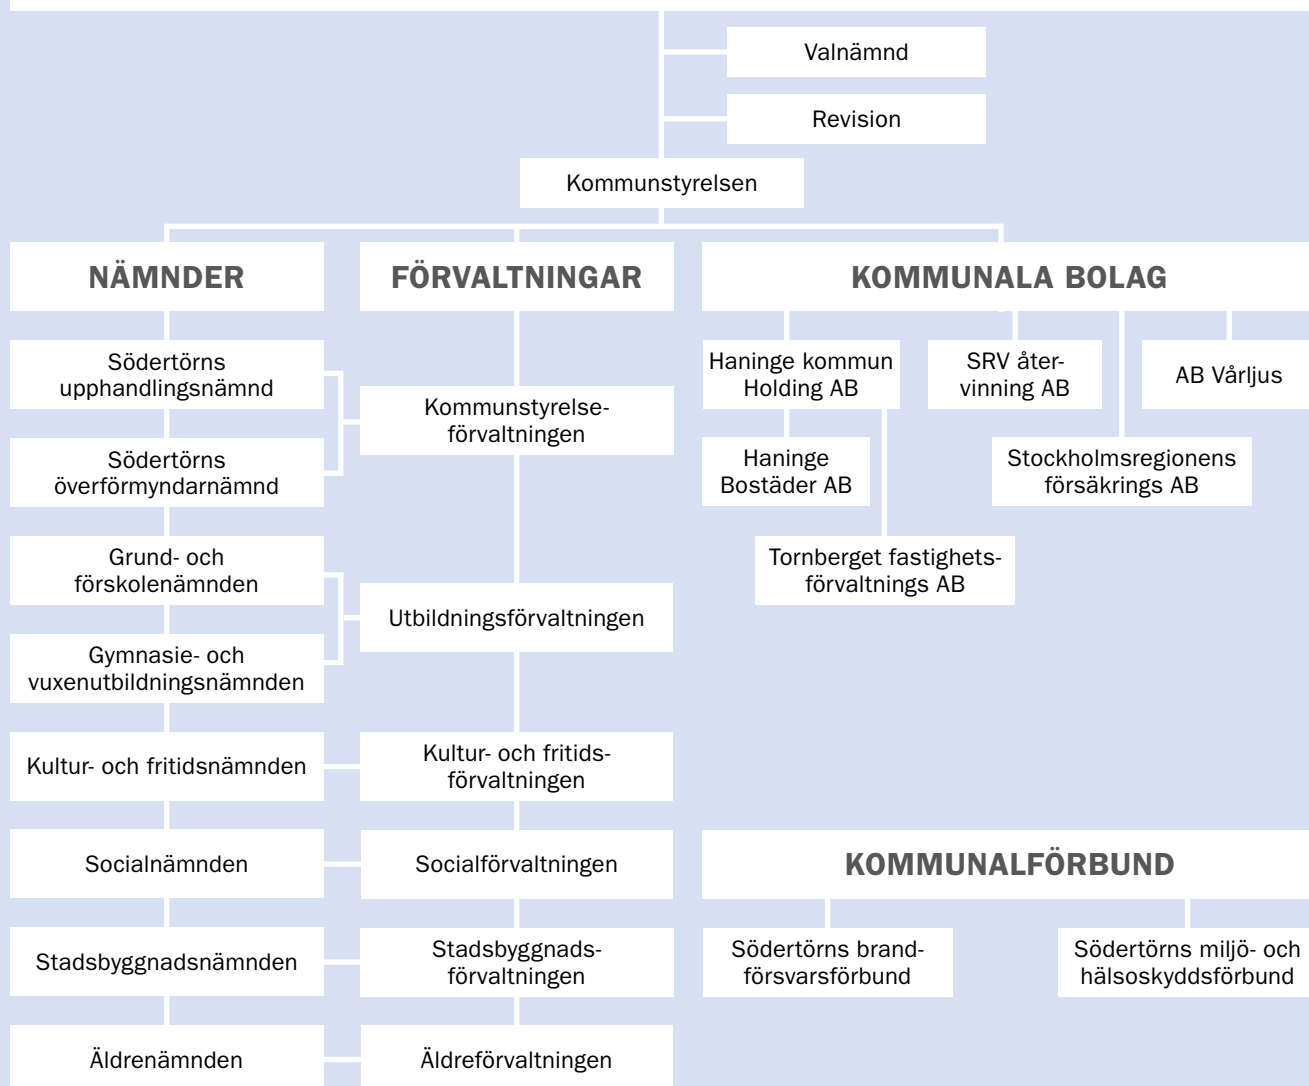 Valnämnd
Revision
Kommunstyrelsen
NÄMNDER
Södertörns
upphandlingsnämnd
Södertörns
överförmyndarnämnd
Grund- och
förskolenämnden
Gymnasie- och
vuxenutbildningsnämnden
Kultur- och fritidsnämnden
Socialnämnden
Stadsbyggnadsnämnden
Äldrenämnden
FÖRVALTNINGAR
Kommunstyrelse-
förvaltningen
Utbildningsförvaltningen
Kultur- och fritids-
förvaltningen
Socialförvaltningen
Stadsbyggnads-
förvaltningen
Äldreförvaltningen
KOMMUNALA BOLAG
Haninge kommun
Holding AB
SRV åter-
vinning AB
AB Vårljus
Haninge
Bostäder AB
Stockholmsregionens
försäkrings AB
Tornberget fastighets-
förvaltnings AB
KOMMUNALFÖRBUND
Södertörns brand-
försvarsförbund
Södertörns miljö- och
hälsoskyddsförbund